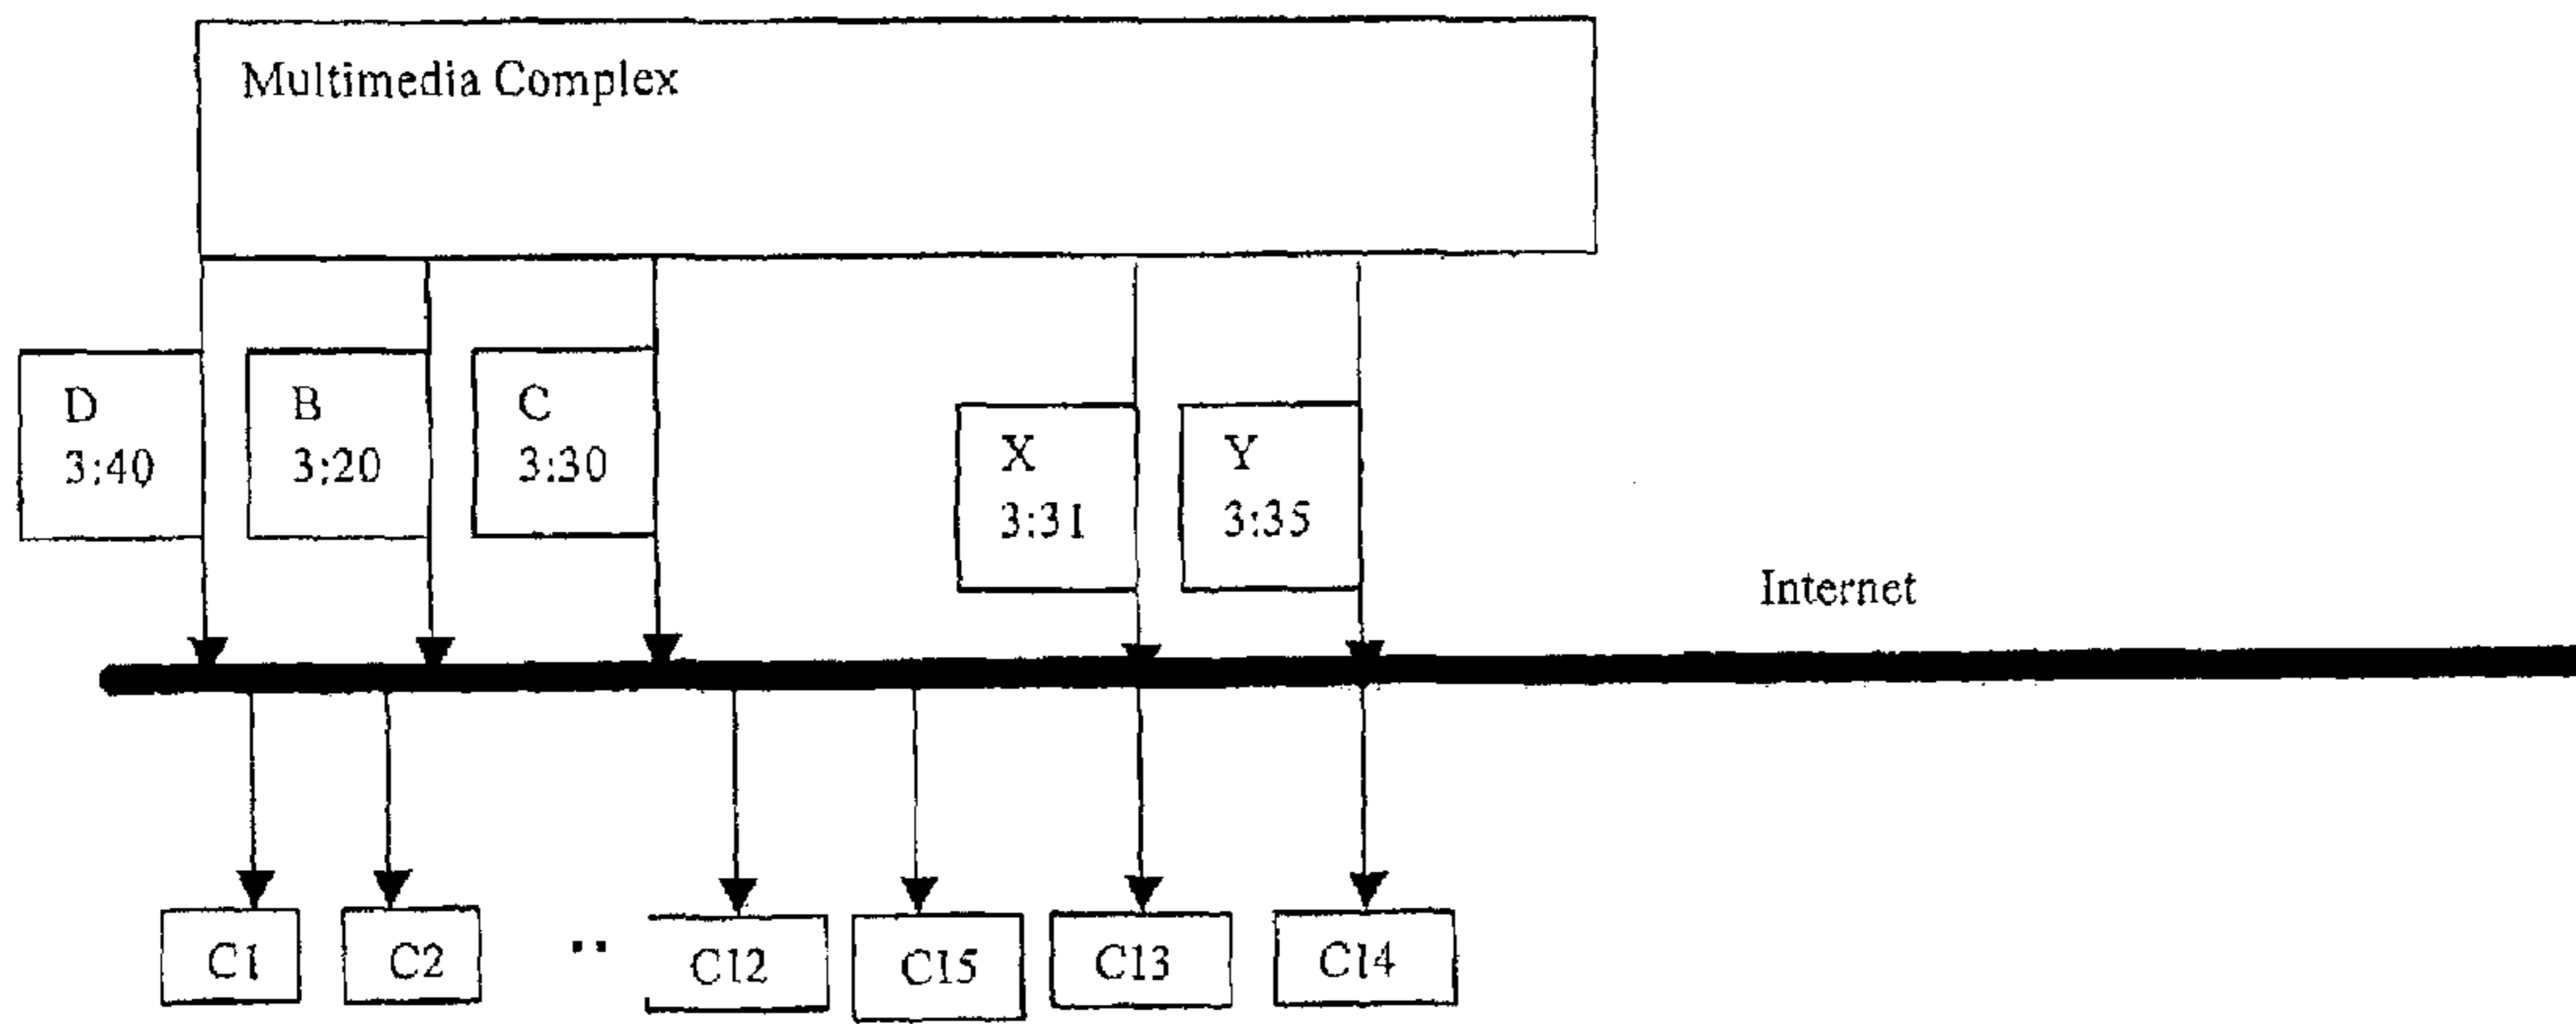 Multimedia Complex
D
3:40
B
3:20
C
3:30
X
3:31
Y
3:35
Internet
C1
C2
..
C12
C15
C13
C14